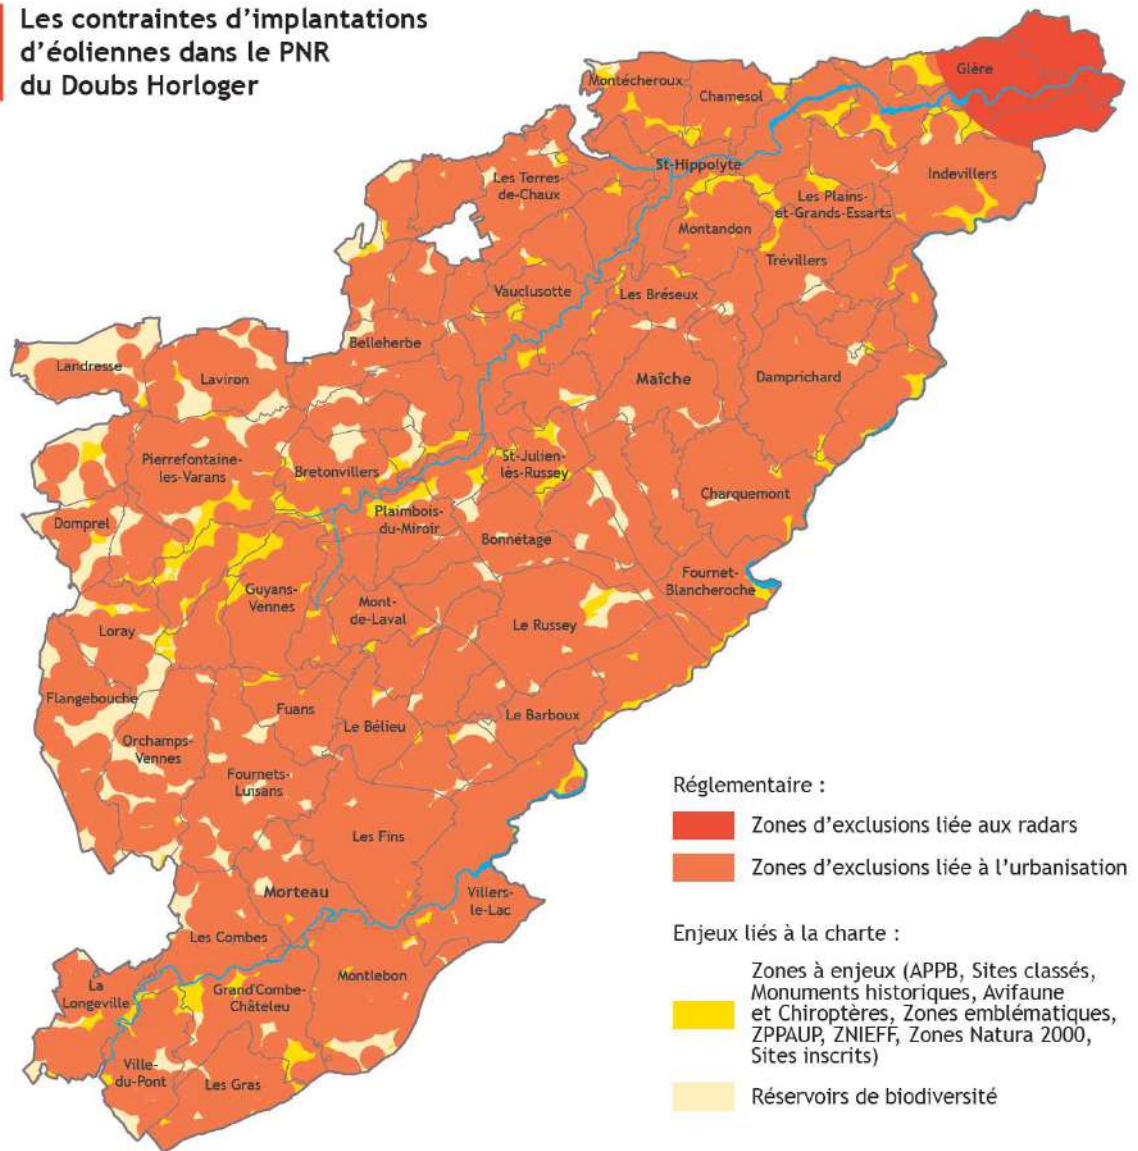 Les contraintes d'implantations
d'éoliennes dans le PNR
du Doubs Horloger
Glère
Montécheroux
Chamesol
St-Hippolyte
Indevillers
Les Terres-
de-Chaux
Les Plains-
et-Grands-Essarts
Montandon
Trévillers
Vauclusotte
Les Bréseux
Belleherbe
Landresse
Laviron
Maîche
Damprichard
Pierrefontaine-
les-Varans
Bretonvillers
St-Julien-
lès-Russey
Charquemont
Domprel
Plaimbois-
du-Miroir
Bonnétage
Fournet-
Blancheroche
Guyans-
Vennes
Mont-
de-Laval
Le Russey
Loray
Flangebouche
Fuans
Le Bélieu
Le Barboux
Orchamps-
Vennes
Fournets-
Luisans
Les Fins
Morteau
Villers-
le-Lac
Les Combes
Montlebon
La
Longeville
Grand'Combe-
Châteleu
Ville-
du-Pont
Les Gras
Réglementaire :
Zones d'exclusions liée aux radars
Zones d'exclusions liée à l'urbanisation
Enjeux liés à la charte :
Zones à enjeux (APPB, Sites classés,
Monuments historiques, Avifaune
et Chiroptères, Zones emblématiques,
ZPPAUP, ZNIEFF, Zones Natura 2000,
Sites inscrits)
Réservoirs de biodiversité